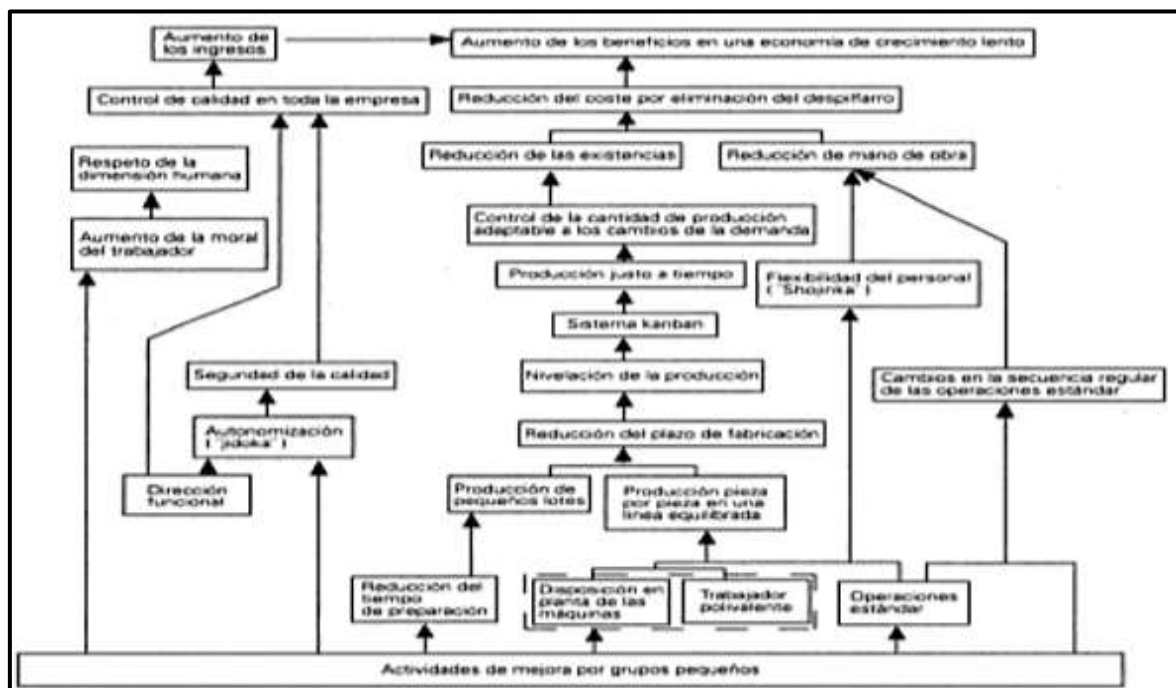 Aumento de
los ingresos
Aumento de los beneficios en una economía de crecimiento lento
Control de calidad en toda la empresa
Reducción del coste por eliminación del despilfarro
Respeto de la
dimensión humana
Reducción de las existencias
Reducción de mano de obra
Aumento de la moral
del trabajador
Control de la cantidad de producción
adaptable a los cambios de la demanda
Producción justo a tiempo
Flexibilidad del personal
("Shojinka")
Sistema kanban
Seguridad de la calidad
Nivelación de la producción
Cambios en la secuencia regular
de las operaciones estándar
Autonomización
("jidoka")
Reducción del plazo de fabricación
Dirección
funcional
Producción de
pequeños lotes
Producción pieza
por pieza en una
línea equilibrada
Reducción del
tiempo
de preparación
Disposición en
planta de las
máquinas
Trabajador
polivalente
Operaciones
estándar
Actividades de mejora por grupos pequeños